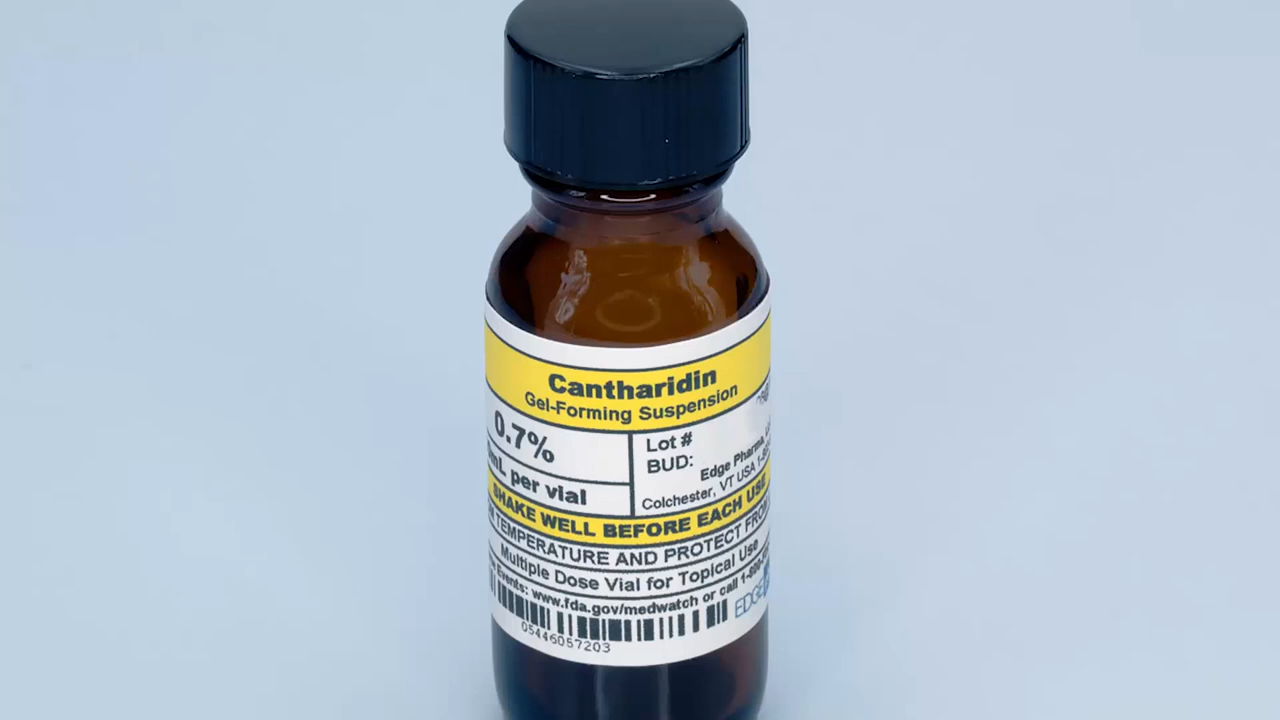 Cantharidin
Gel-Forming Suspension
0.7%
mL per vial
Lot #
BUD:
Edge Pharma,
Colchester, VT USA
SHAKE WELL BEFORE EACH USE
TEMPERATURE AND PROTECT FROM
Multiple Dose Vial for Topical Use
Events: www.fda.gov/medwatch or call
EDGE
05446057203